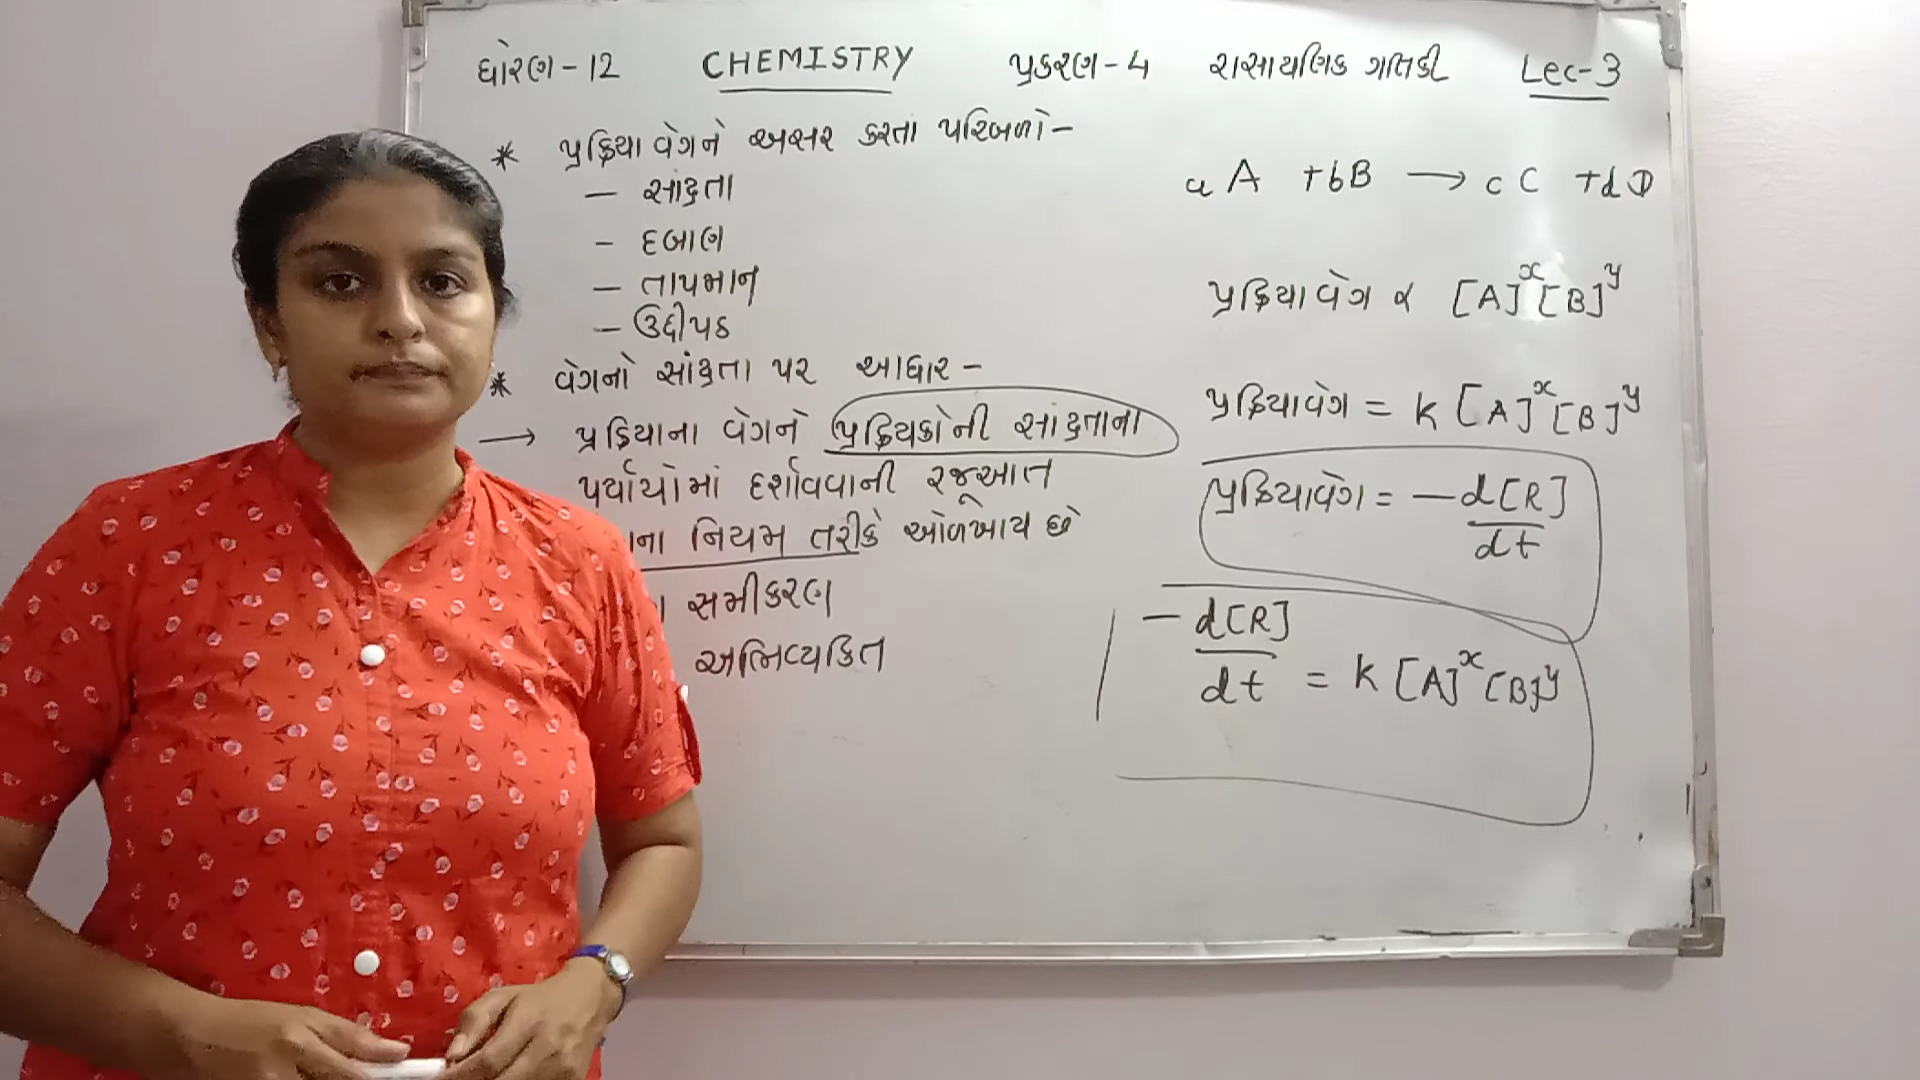 ધોરણ - 12 CHEMISTRY પ્રકરણ - 4 રાસાયણિક ગતિકી Lec-3
* પ્રક્રિયા વેગને અસર કરતા પરિબળો -
- સાંદ્રતા
- દબાણ
- તાપમાન
- ઉદ્દીપક
* વેગનો સાંદ્રતા પર આધાર -
→ પ્રક્રિયાના વેગને પ્રક્રિયકોની સાંદ્રતાના
પર્યાયોમાં દર્શાવવાની રજૂઆત
ના નિયમ તરીકે ઓળખાય છે
સમીકરણ
અભિવ્યકિત
aA + bB → cC + dD
પ્રક્રિયાવેગ ∝ [A]^x [B]^y
પ્રક્રિયાવેગ = K [A]^x [B]^y
પ્રક્રિયાવેગ = - d[R] / dt
- d[R] / dt = K [A]^x [B]^y